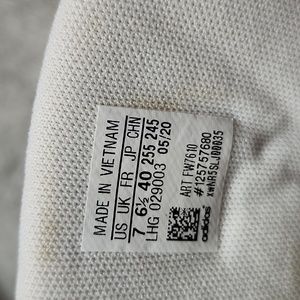 MADE IN VIETNAM
US UK FR JP CHN
7 6½ 40 255 245
LHG 029003 05/20
ART FW7610
#125757680
adidas